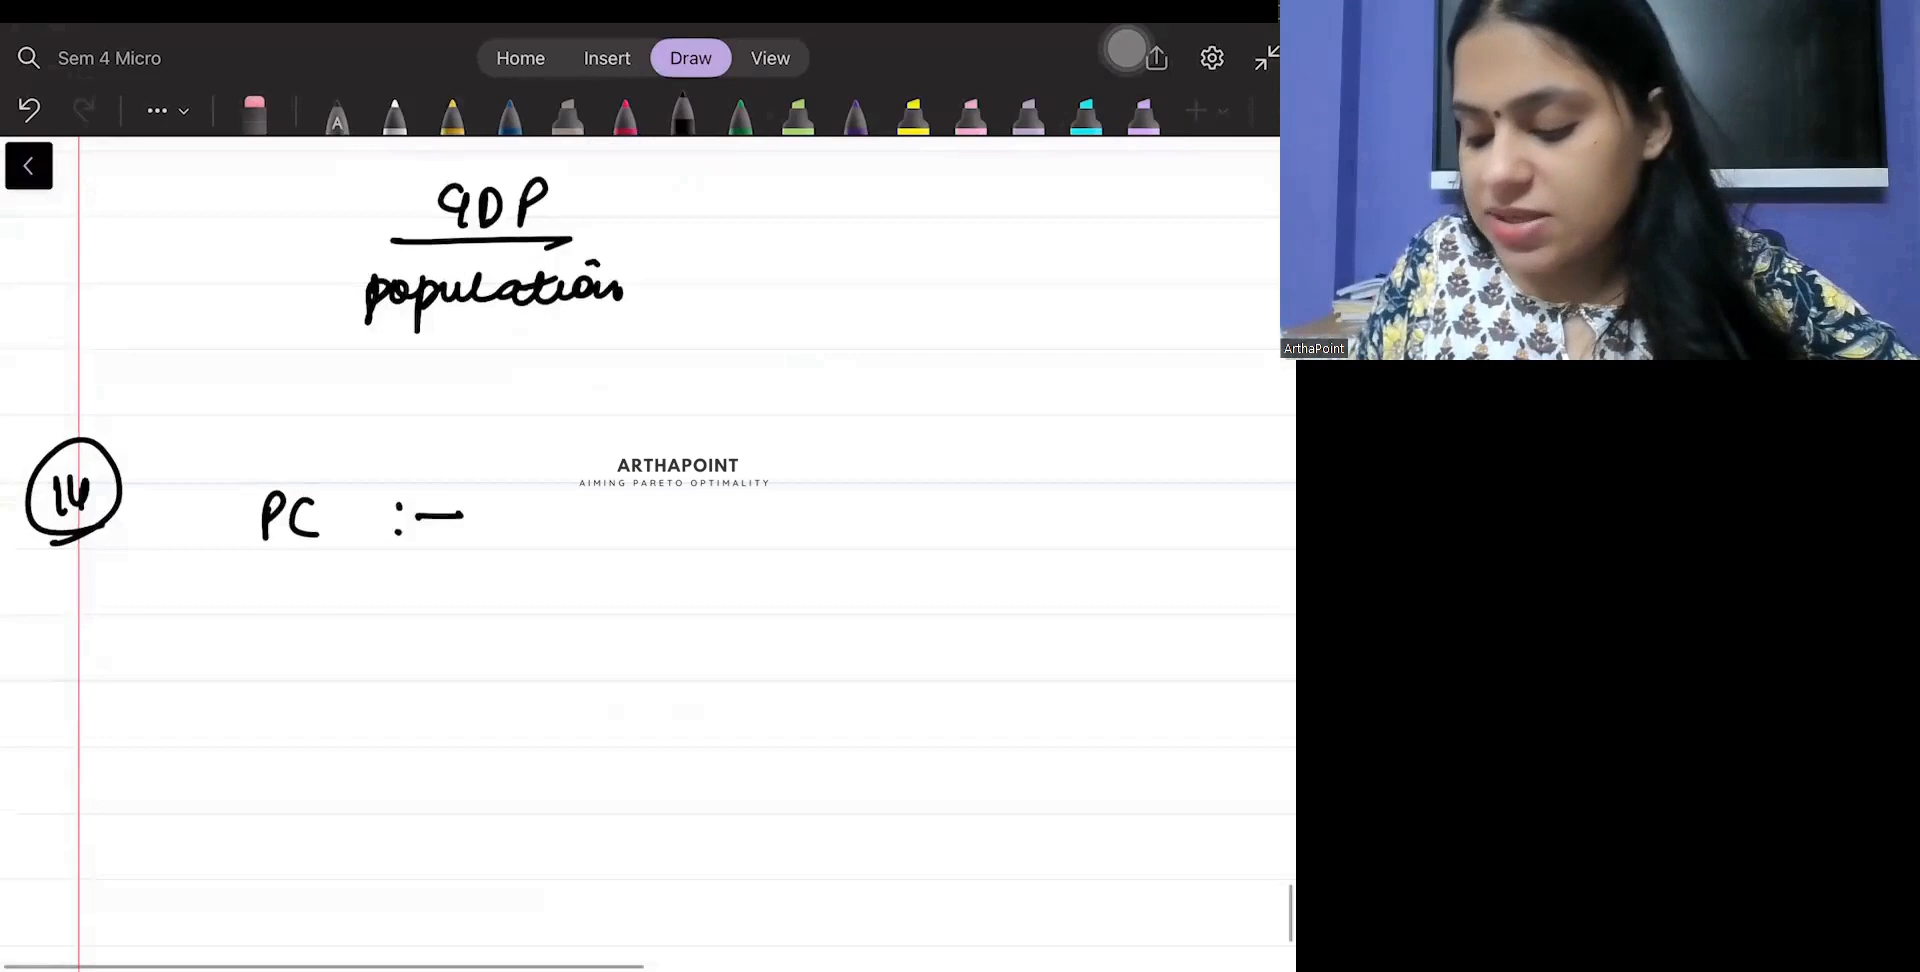 Sem 4 Micro
Home Insert Draw View
A
GDP
population
ARTHAPOINT
AIMING PARETO OPTIMALITY
14
PC :-
ArthaPoint